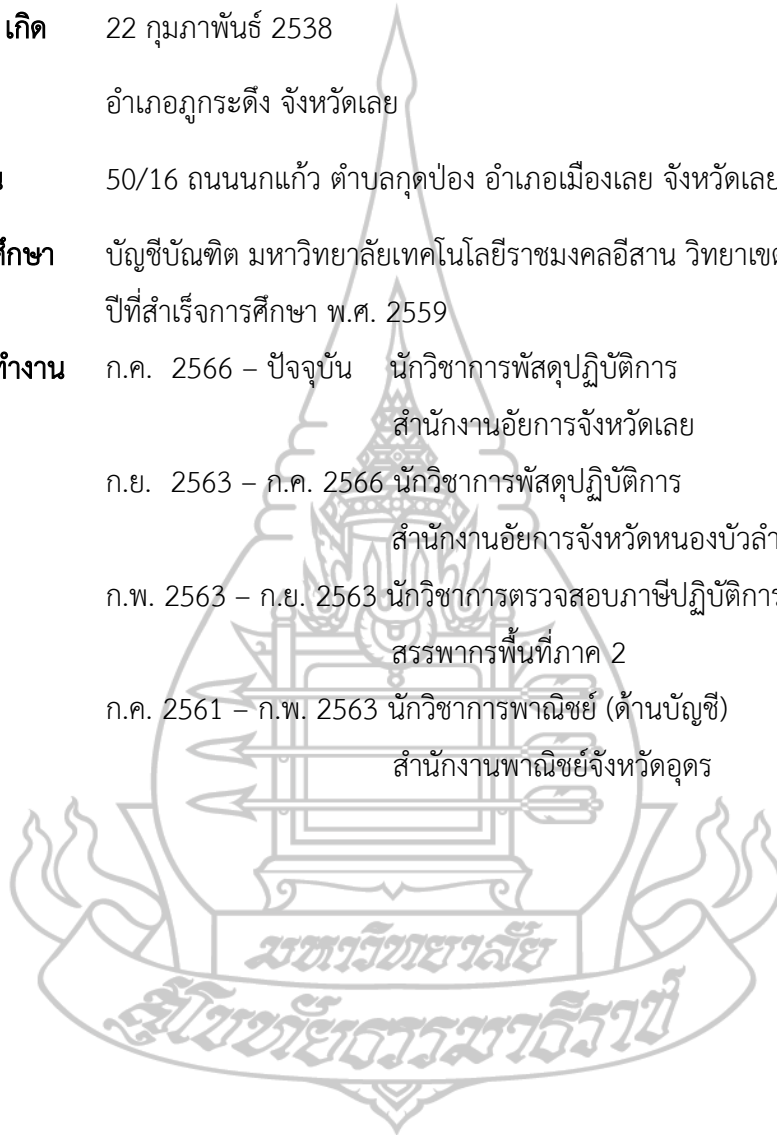 เกิด 22 กุมภาพันธ์ 2538
อำเภอภูกระดึง จังหวัดเลย
50/16 ถนนนกแก้ว ตำบลกุดป่อง อำเภอเมืองเลย จังหวัดเลย
ศึกษา บัญชีบัณฑิต มหาวิทยาลัยเทคโนโลยีราชมงคลอีสาน วิทยาเขต
ปีที่สำเร็จการศึกษา พ.ศ. 2559
ทำงาน ก.ค. 2566 – ปัจจุบัน นักวิชาการพัสดุปฏิบัติการ
สำนักงานอัยการจังหวัดเลย
ก.ย. 2563 – ก.ค. 2566 นักวิชาการพัสดุปฏิบัติการ
สำนักงานอัยการจังหวัดหนองบัวลำ
ก.พ. 2563 – ก.ย. 2563 นักวิชาการตรวจสอบภาษีปฏิบัติการ
สรรพากรพื้นที่ภาค 2
ก.ค. 2561 – ก.พ. 2563 นักวิชาการพาณิชย์ (ด้านบัญชี)
สำนักงานพาณิชย์จังหวัดอุดร
มหาวิทยาลัย
สุโขทัยธรรมาธิราช